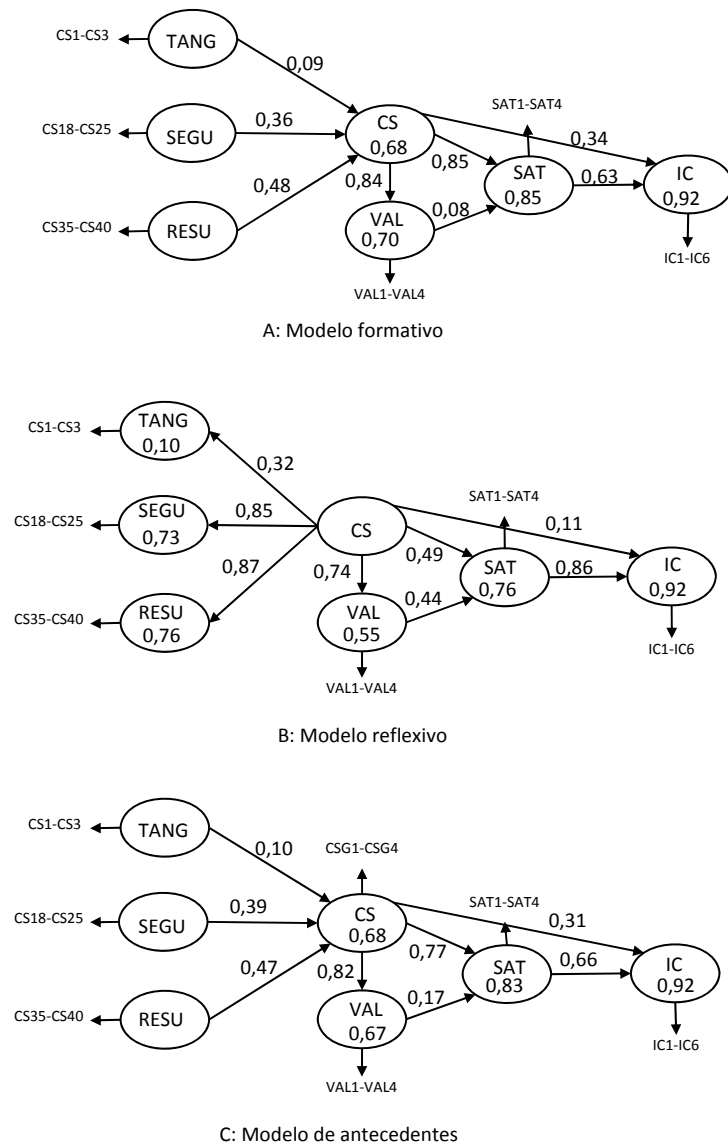 CS1-CS3
TANG
0,09
CS18-CS25
SEGU
0,36
CS
0,68
SAT1-SAT4
0,34
0,85
SAT
0,85
0,63
IC
0,92
0,84
0,48
CS35-CS40
RESU
VAL
0,70
0,08
IC1-IC6
VAL1-VAL4
A: Modelo formativo
CS1-CS3
TANG
0,10
0,32
CS18-CS25
SEGU
0,73
0,85
CS
SAT1-SAT4
0,11
0,49
SAT
0,76
0,86
IC
0,92
0,74
0,87
CS35-CS40
RESU
0,76
VAL
0,55
0,44
IC1-IC6
VAL1-VAL4
B: Modelo reflexivo
CS1-CS3
TANG
0,10
CSG1-CSG4
CS18-CS25
SEGU
0,39
CS
0,68
SAT1-SAT4
0,31
0,77
SAT
0,83
0,66
IC
0,92
0,82
0,47
CS35-CS40
RESU
VAL
0,67
0,17
IC1-IC6
VAL1-VAL4
C: Modelo de antecedentes